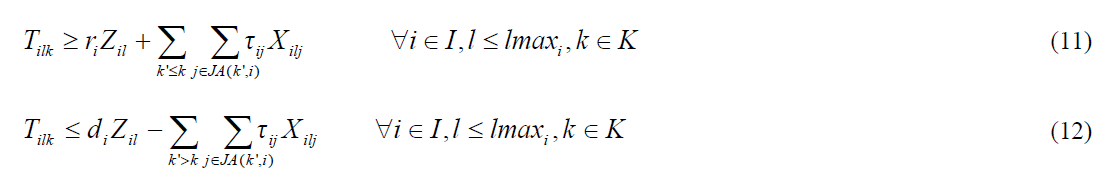 T_{ilk} ≥ r_i Z_{il} + ∑_{k'≤k} ∑_{j∈JA(k',i)} τ_{ij} X_{ilj} ∀i ∈ I, l ≤ lmax_i, k ∈ K (11)
T_{ilk} ≤ d_i Z_{il} − ∑_{k'>k} ∑_{j∈JA(k',i)} τ_{ij} X_{ilj} ∀i ∈ I, l ≤ lmax_i, k ∈ K (12)